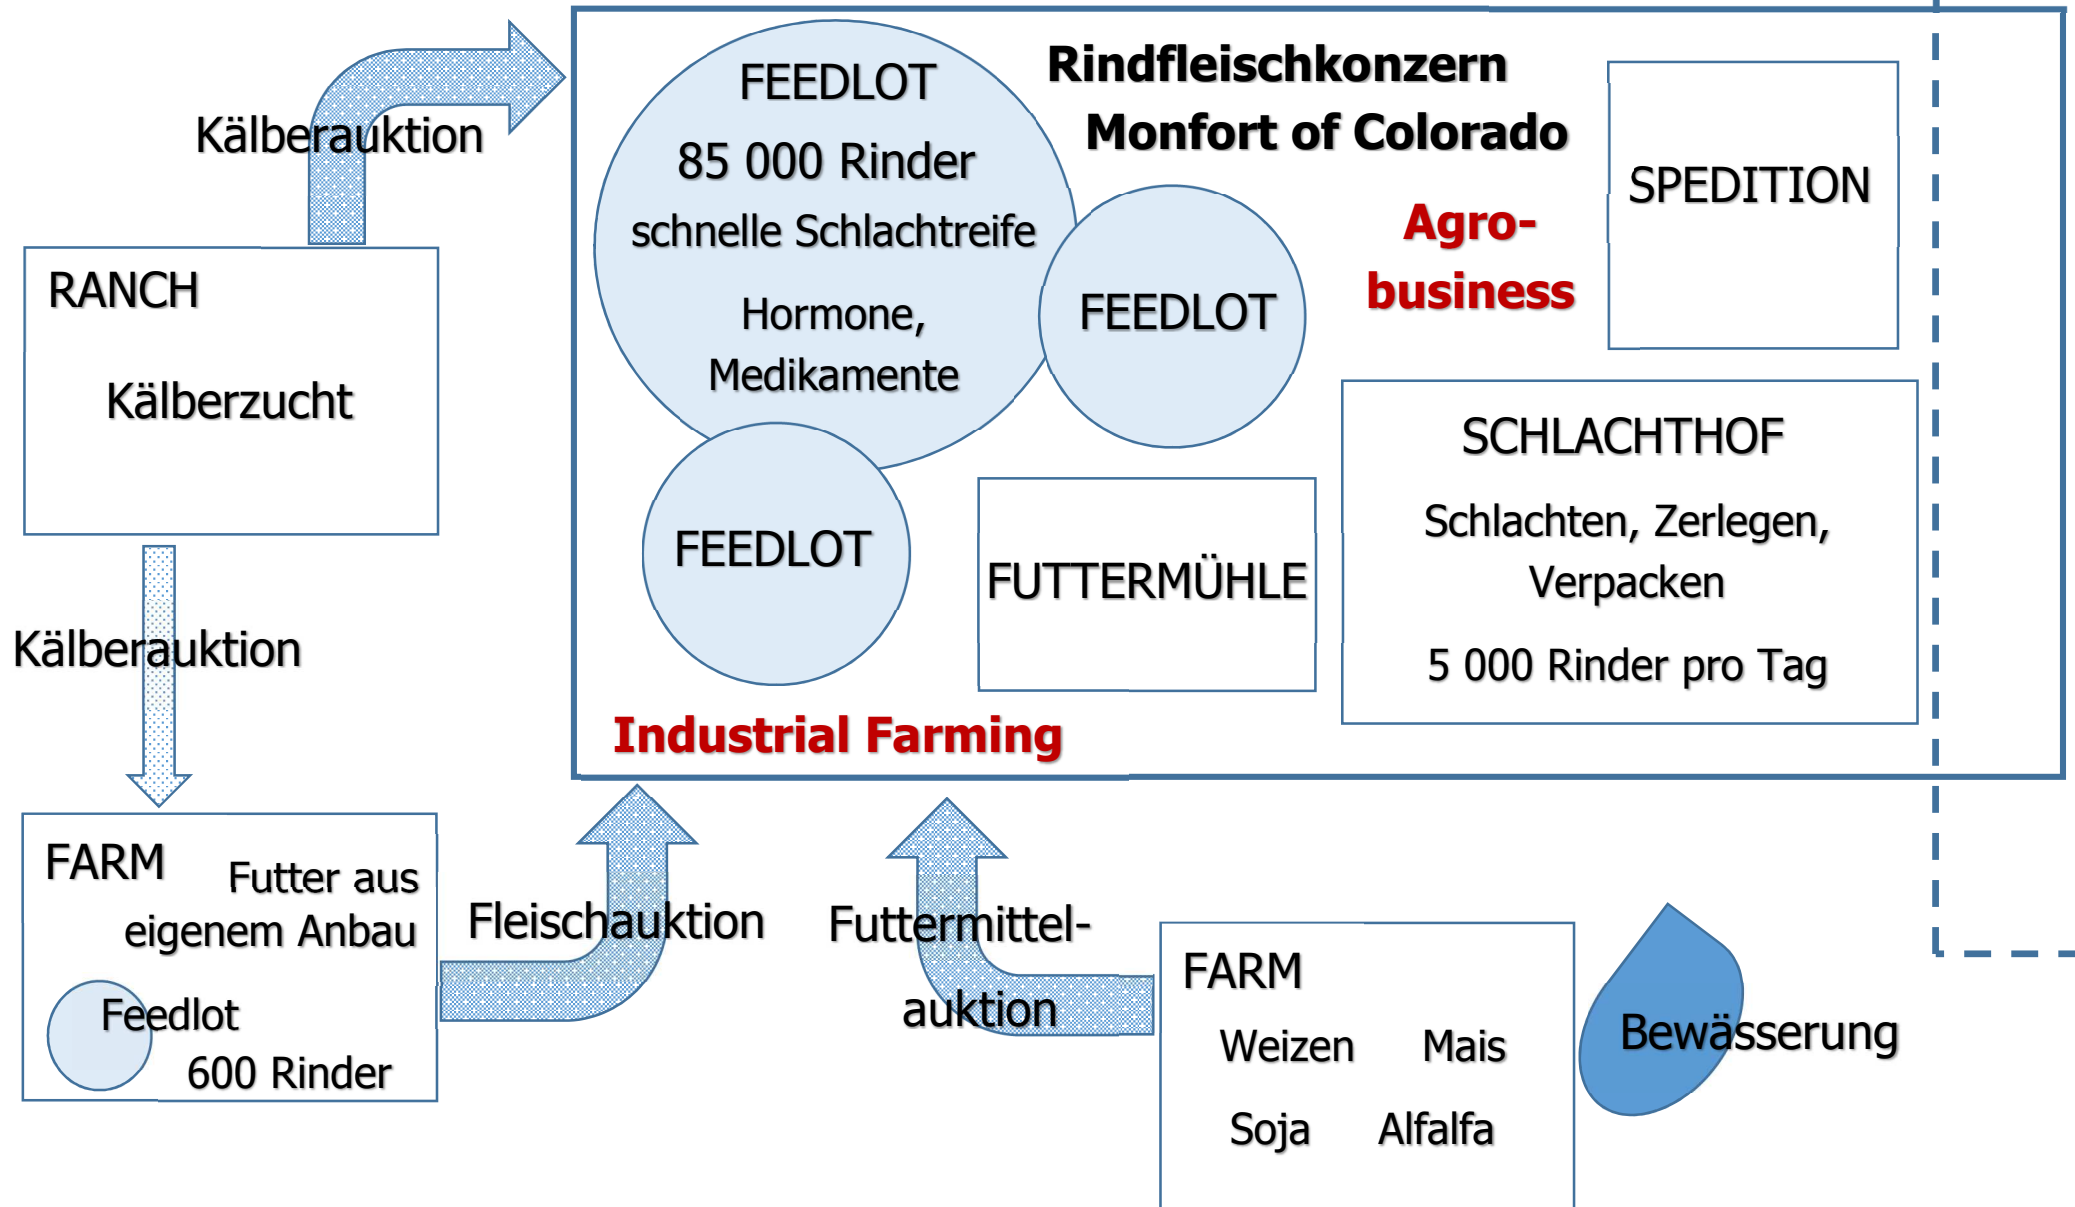 Kälberauktion
RANCH
Kälberzucht
Kälberauktion
FARM
Futter aus
eigenem Anbau
Feedlot
600 Rinder
Fleischauktion
FEEDLOT
85 000 Rinder
schnelle Schlachtreife
Hormone,
Medikamente
FEEDLOT
FEEDLOT
Rindfleischkonzern
Monfort of Colorado
Agro-
business
SPEDITION
FUTTERMÜHLE
SCHLACHTHOF
Schlachten, Zerlegen,
Verpacken
5 000 Rinder pro Tag
Industrial Farming
Futtermittel-
auktion
FARM
Weizen Mais
Soja Alfalfa
Bewässerung